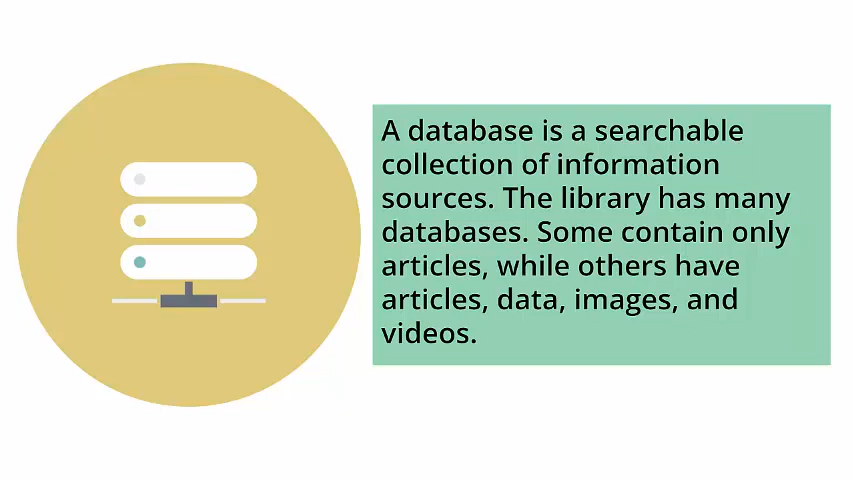 A database is a searchable
collection of information
sources. The library has many
databases. Some contain only
articles, while others have
articles, data, images, and
videos.